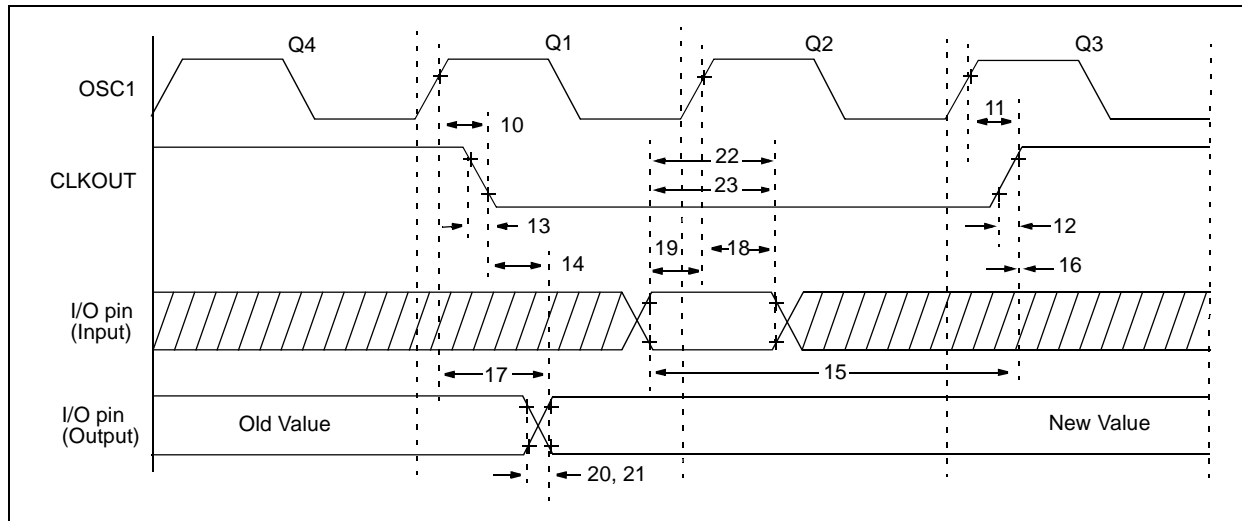 Q4 Q1 Q2 Q3
OSC1
10 11
22
CLKOUT
23
13 12
19 18
14 16
I/O pin
(Input)
17 15
I/O pin
(Output)
Old Value New Value
20, 21